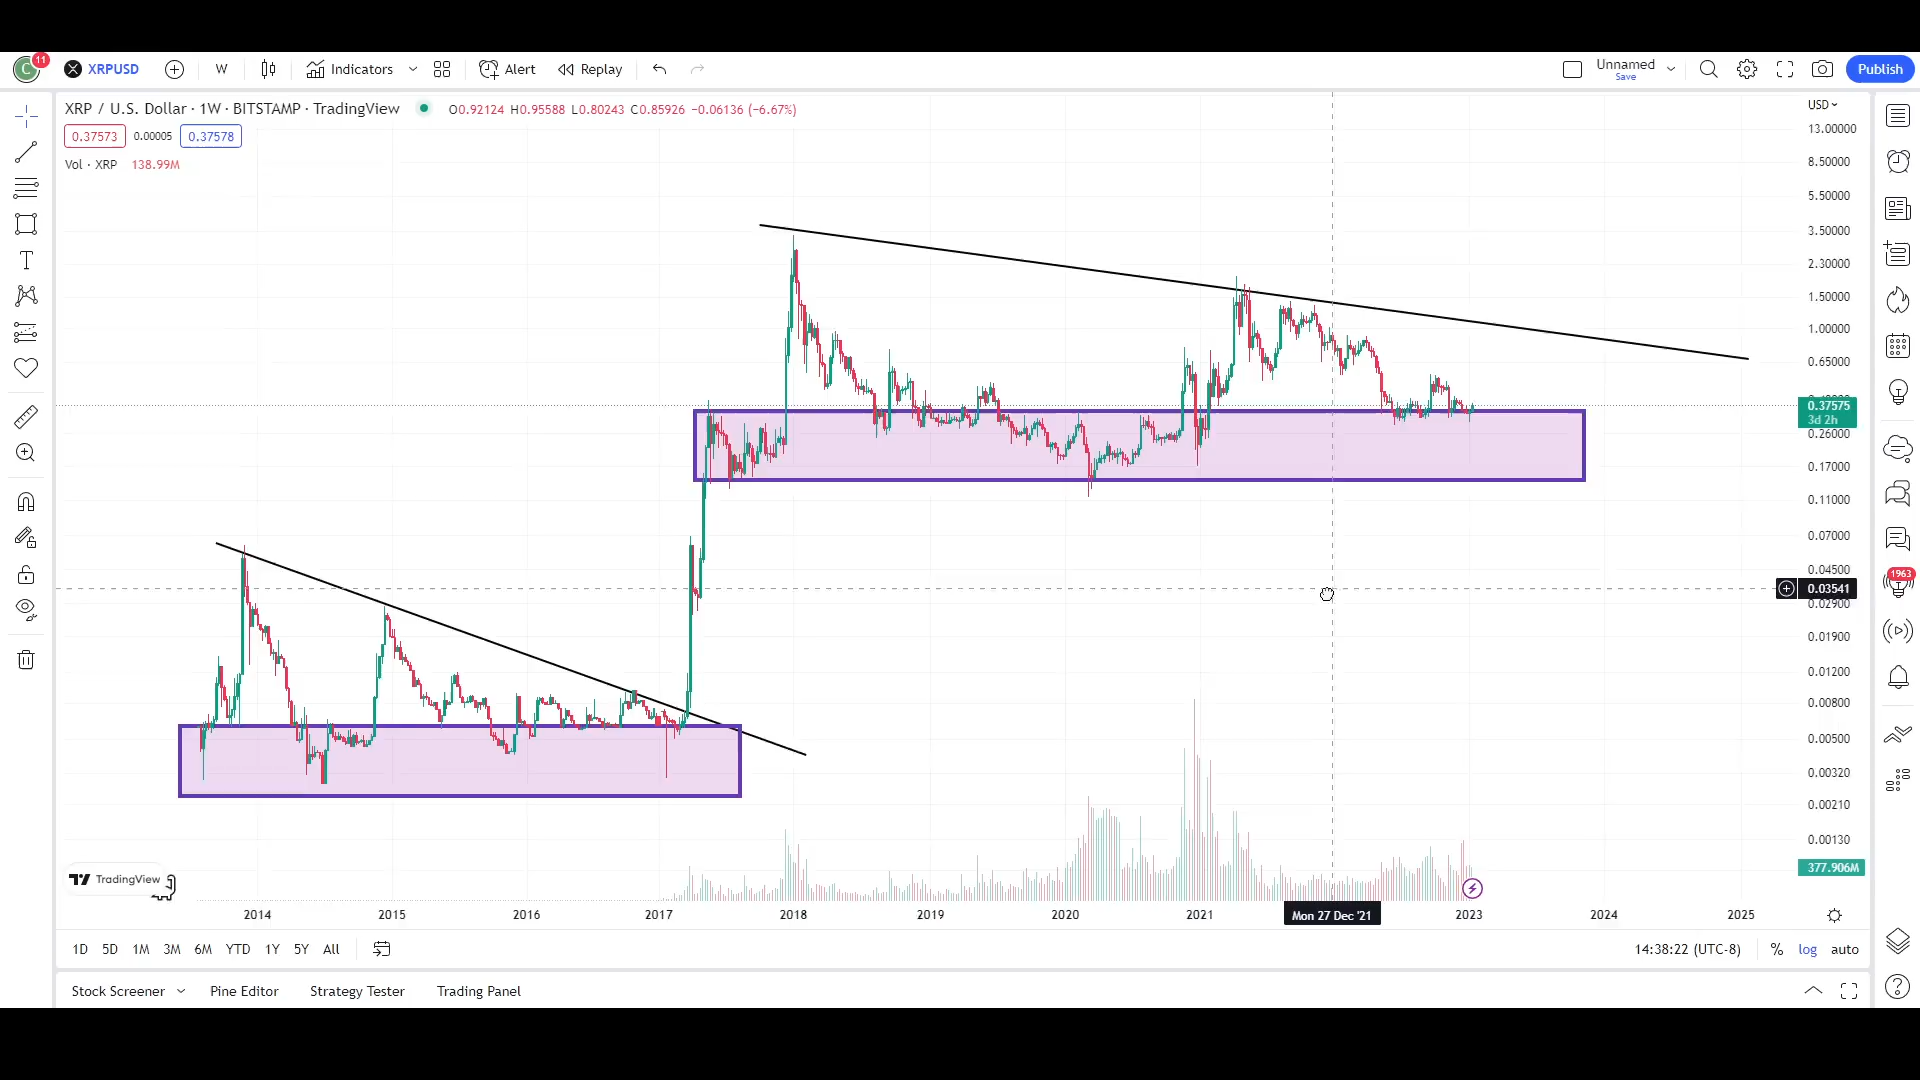 C 11 XRPUSD W Indicators Alert Replay Unnamed Save Publish
XRP / U.S. Dollar · 1W · BITSTAMP · TradingView O0.92124 H0.95588 L0.80243 C0.85926 −0.06136 (−6.67%)
0.37573 0.00005 0.37578
Vol · XRP 138.99M
USD
13.00000
8.50000
5.50000
3.50000
2.30000
1.50000
1.00000
0.65000
0.37575
3d 2h
0.26000
0.17000
0.11000
0.07000
0.04500
0.03541
0.02900
0.01900
0.01200
0.00800
0.00500
0.00320
0.00210
0.00130
377.906M
1963
T
TradingView
2014 2015 2016 2017 2018 2019 2020 2021 Mon 27 Dec '21 2023 2024 2025
1D 5D 1M 3M 6M YTD 1Y 5Y All 14:38:22 (UTC-8) % log auto
Stock Screener Pine Editor Strategy Tester Trading Panel